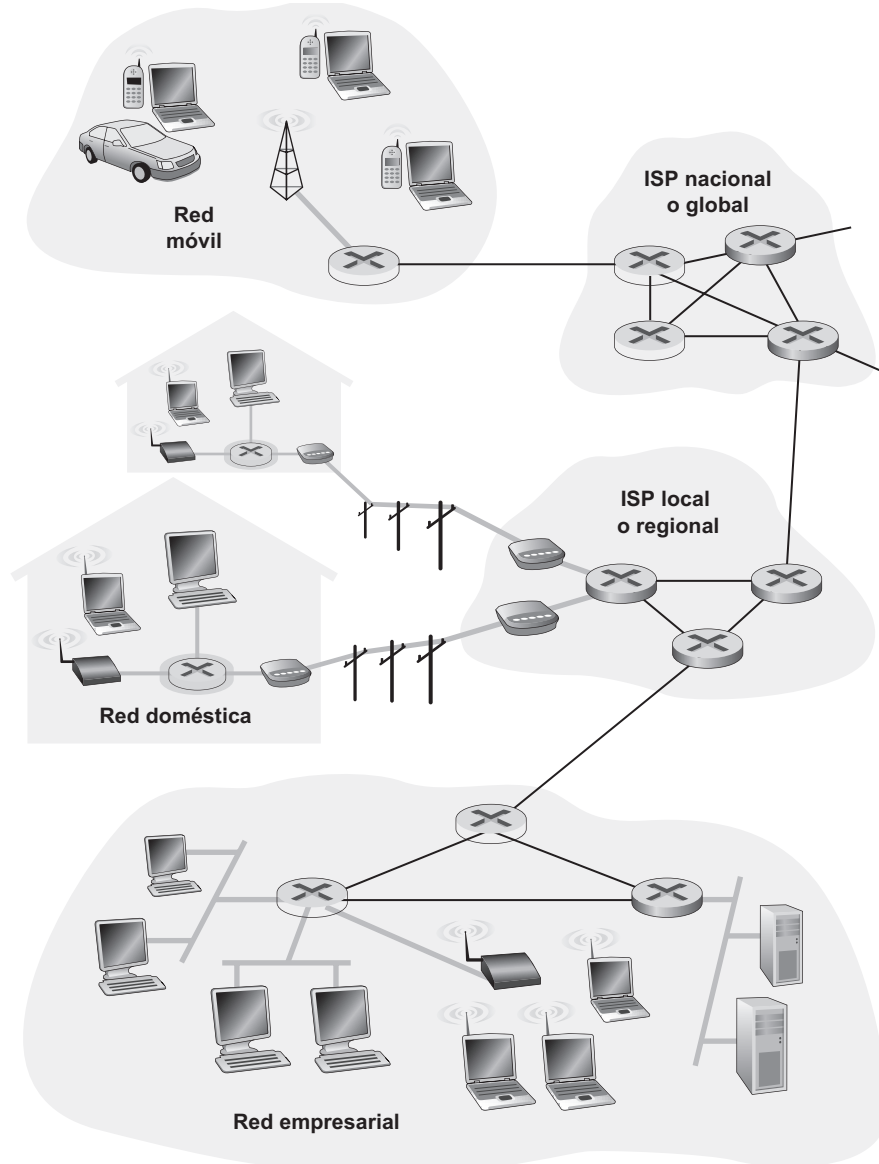 Red
móvil
ISP nacional
o global
ISP local
o regional
Red doméstica
Red empresarial